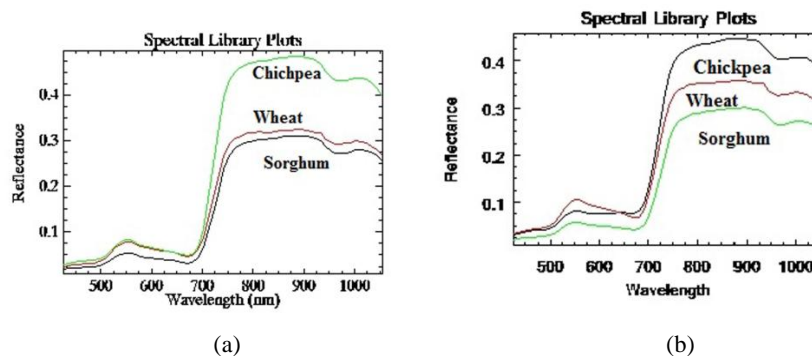 Spectral Library Plots
Reflectance
0.4
0.3
0.2
0.1
Chichpea
Wheat
Sorghum
500 600 700 800 900 1000
Wavelength (nm)
(a)
Spectral Library Plots
Reflectance
0.4
0.3
0.2
0.1
Chickpea
Wheat
Sorghum
500 600 700 800 900 1000
Wavelength
(b)